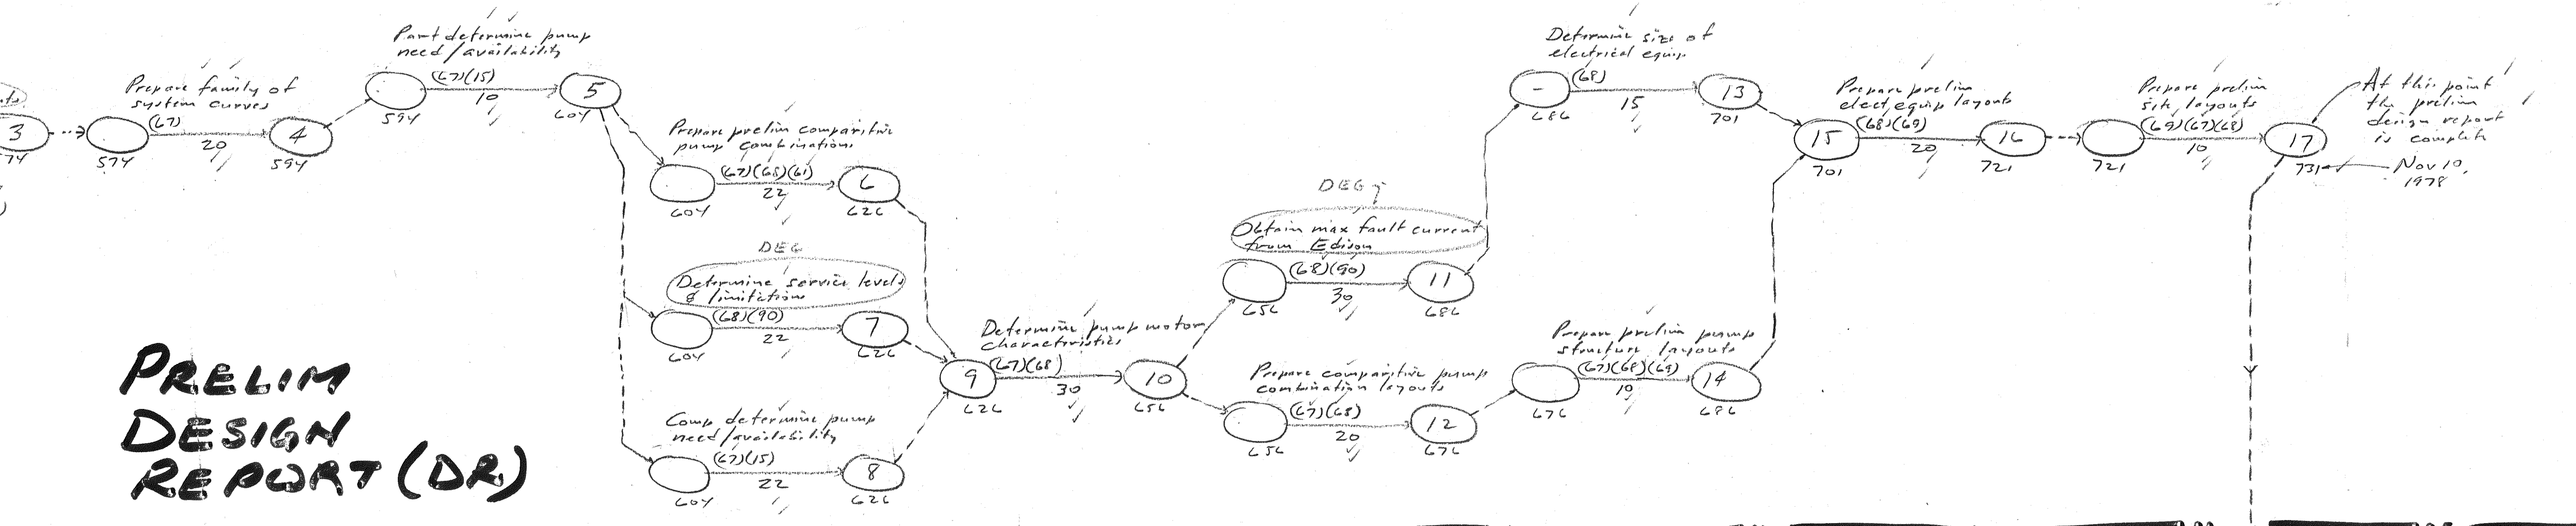 3
574
Prepare family of
system curves
(67)
20
574
4
594
Part determine pump
need/availability
(67)(15)
10
594
5
604
Prepare prelim comparitive
pump combinations
(67)(68)(61)
22
604
6
626
DEG
Determine service levels
& limitations
(68)(90)
22
604
7
626
Comp determine pump
need/availability
(67)(15)
22
604
8
626
9
626
Determine pump motor
characteristics
(67)(68)
30
10
656
DEG
Obtain max fault current
from Edison
(68)(90)
30
656
11
686
Prepare comparitive pump
combination layouts
(67)(68)
20
656
12
676
Determine size of
electrical equip.
(68)
15
-
686
13
701
Prepare prelim pump
structure layouts
(67)(68)(69)
10
676
14
686
15
701
Prepare prelim
elect, equip layouts
(68)(69)
20
16
721
Prepare prelim
site layouts
(69)(67)(68)
10
721
17
731
At this point
the prelim
design report
is complete
Nov 10,
1978
PRELIM
DESIGN
REPORT (DR)